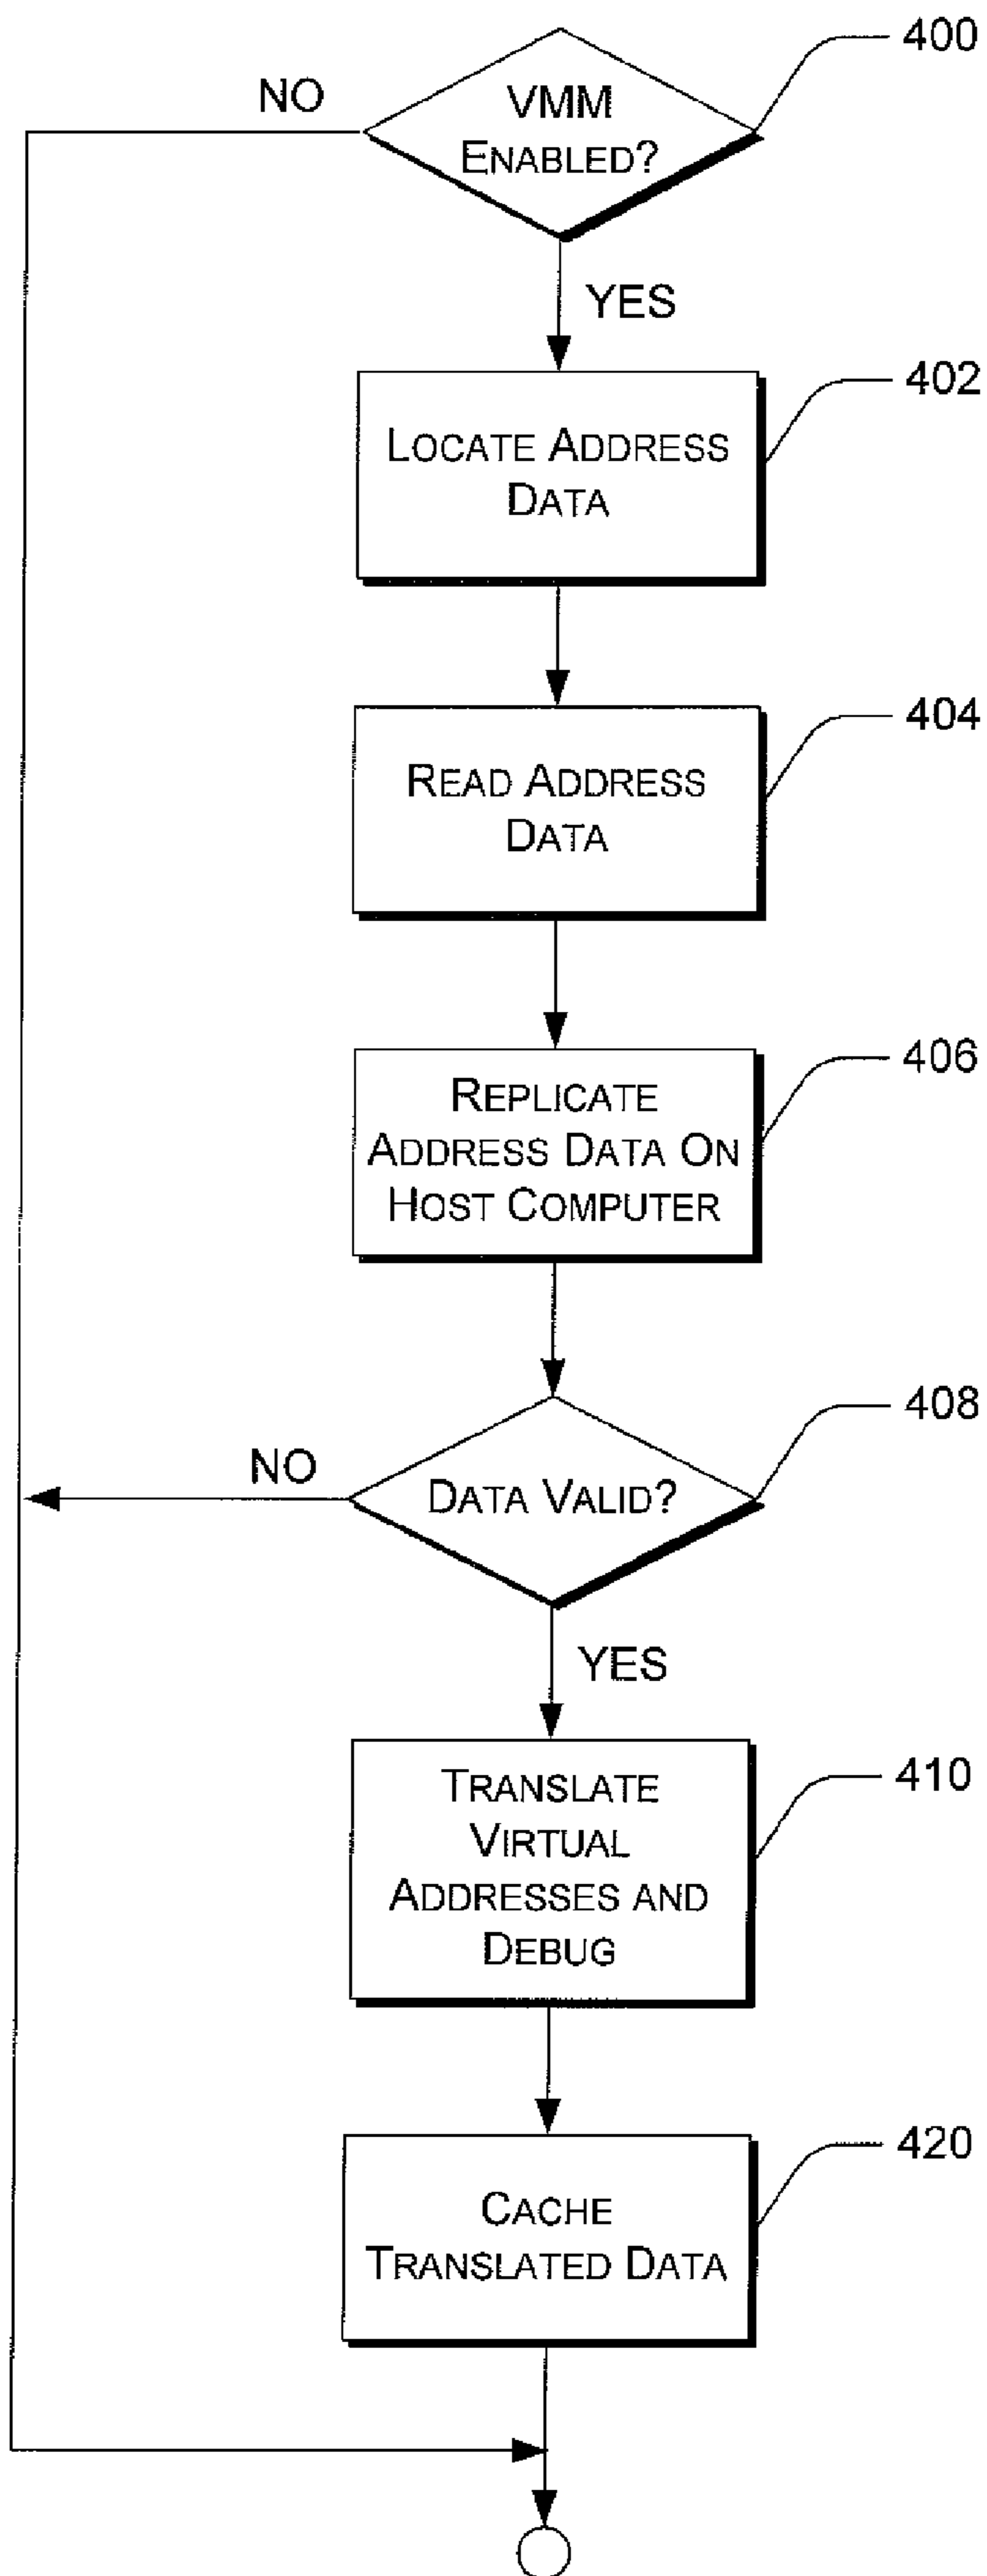 400
NO
VMM
ENABLED?
YES
402
LOCATE ADDRESS
DATA
404
READ ADDRESS
DATA
406
REPLICATE
ADDRESS DATA ON
HOST COMPUTER
408
NO
DATA VALID?
YES
410
TRANSLATE
VIRTUAL
ADDRESSES AND
DEBUG
420
CACHE
TRANSLATED DATA